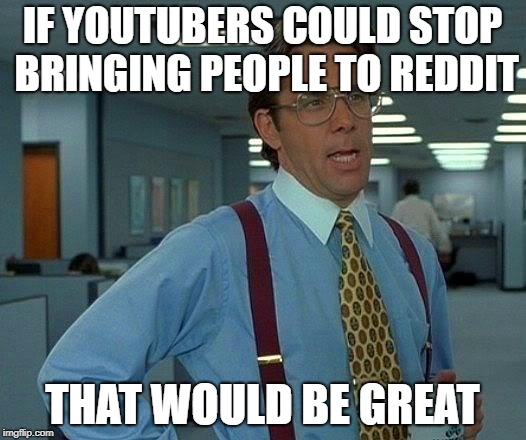 IF YOUTUBERS COULD STOP
BRINGING PEOPLE TO REDDIT
THAT WOULD BE GREAT
imgflip.com